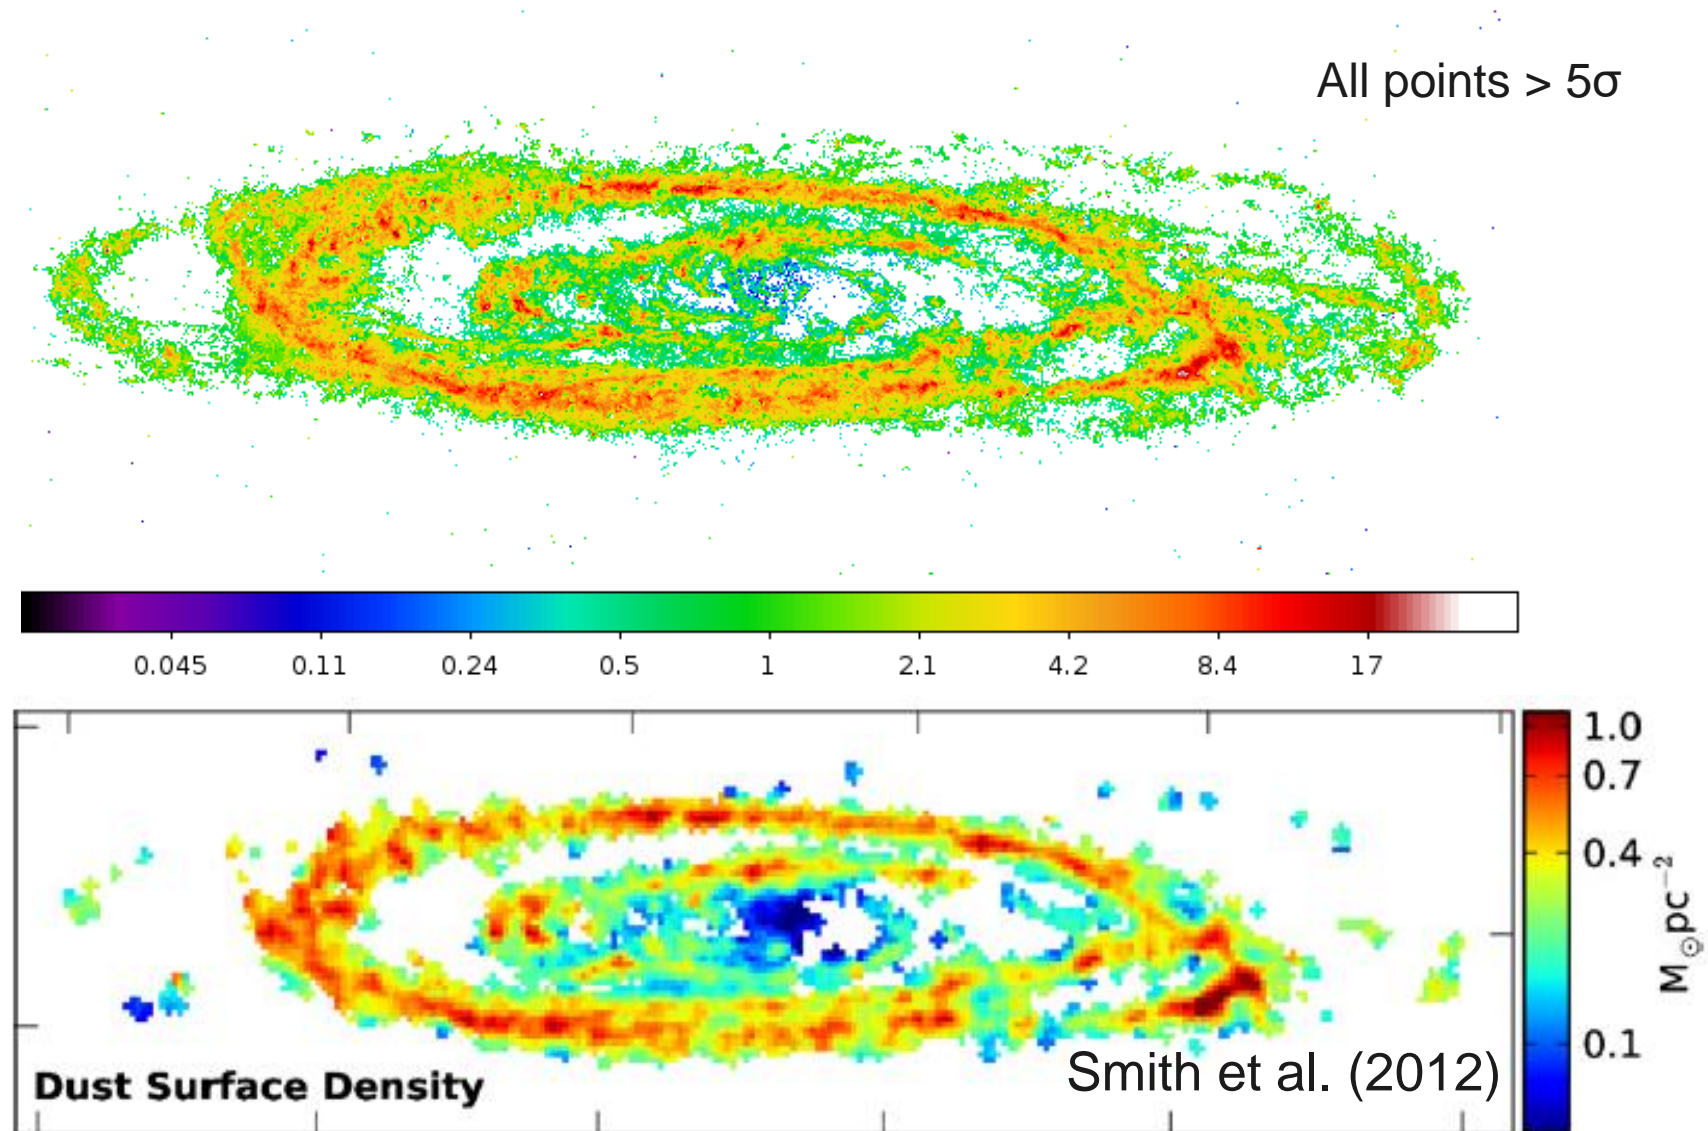 All points > 5σ
0.045 0.11 0.24 0.5 1 2.1 4.2 8.4 17
1.0
0.7
0.4
0.1
M⊙pc⁻²
Dust Surface Density
Smith et al. (2012)